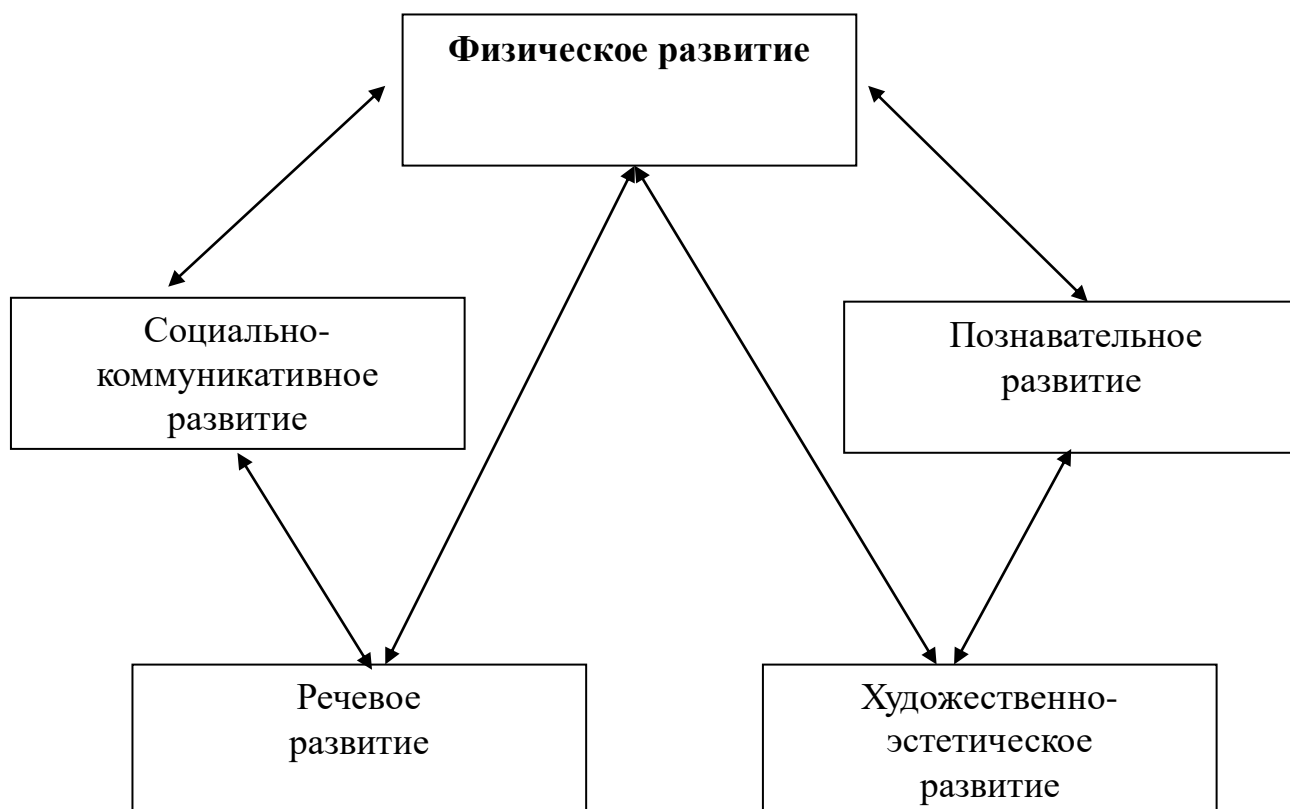 Физическое развитие
Социально-
коммуникативное
развитие
Познавательное
развитие
Речевое
развитие
Художественно-
эстетическое
развитие